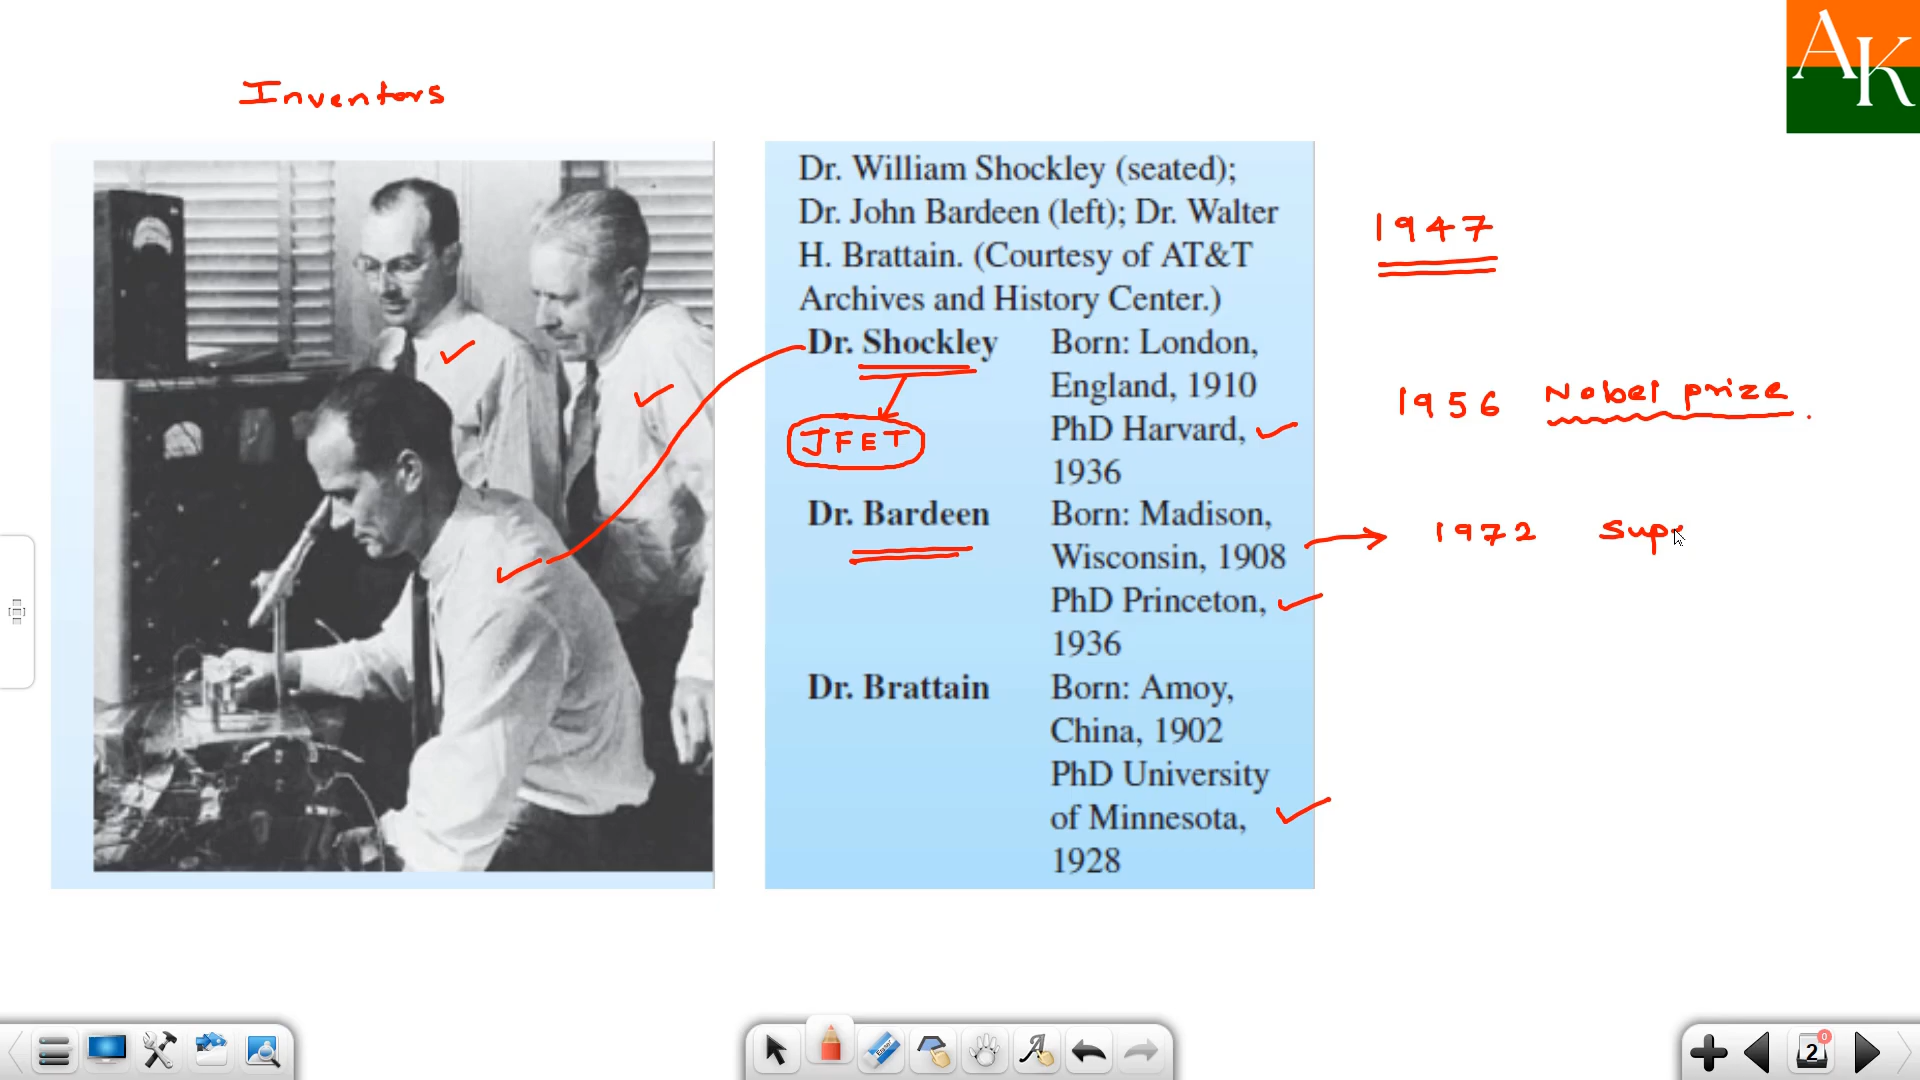 AK
Inventors
Dr. William Shockley (seated);
Dr. John Bardeen (left); Dr. Walter
H. Brattain. (Courtesy of AT&T
Archives and History Center.)
Dr. Shockley Born: London,
England, 1910
PhD Harvard,
1936
JFET
Dr. Bardeen Born: Madison,
Wisconsin, 1908
PhD Princeton,
1936
Dr. Brattain Born: Amoy,
China, 1902
PhD University
of Minnesota,
1928
1947
1956 Nobel prize.
1972 Supe
2
0